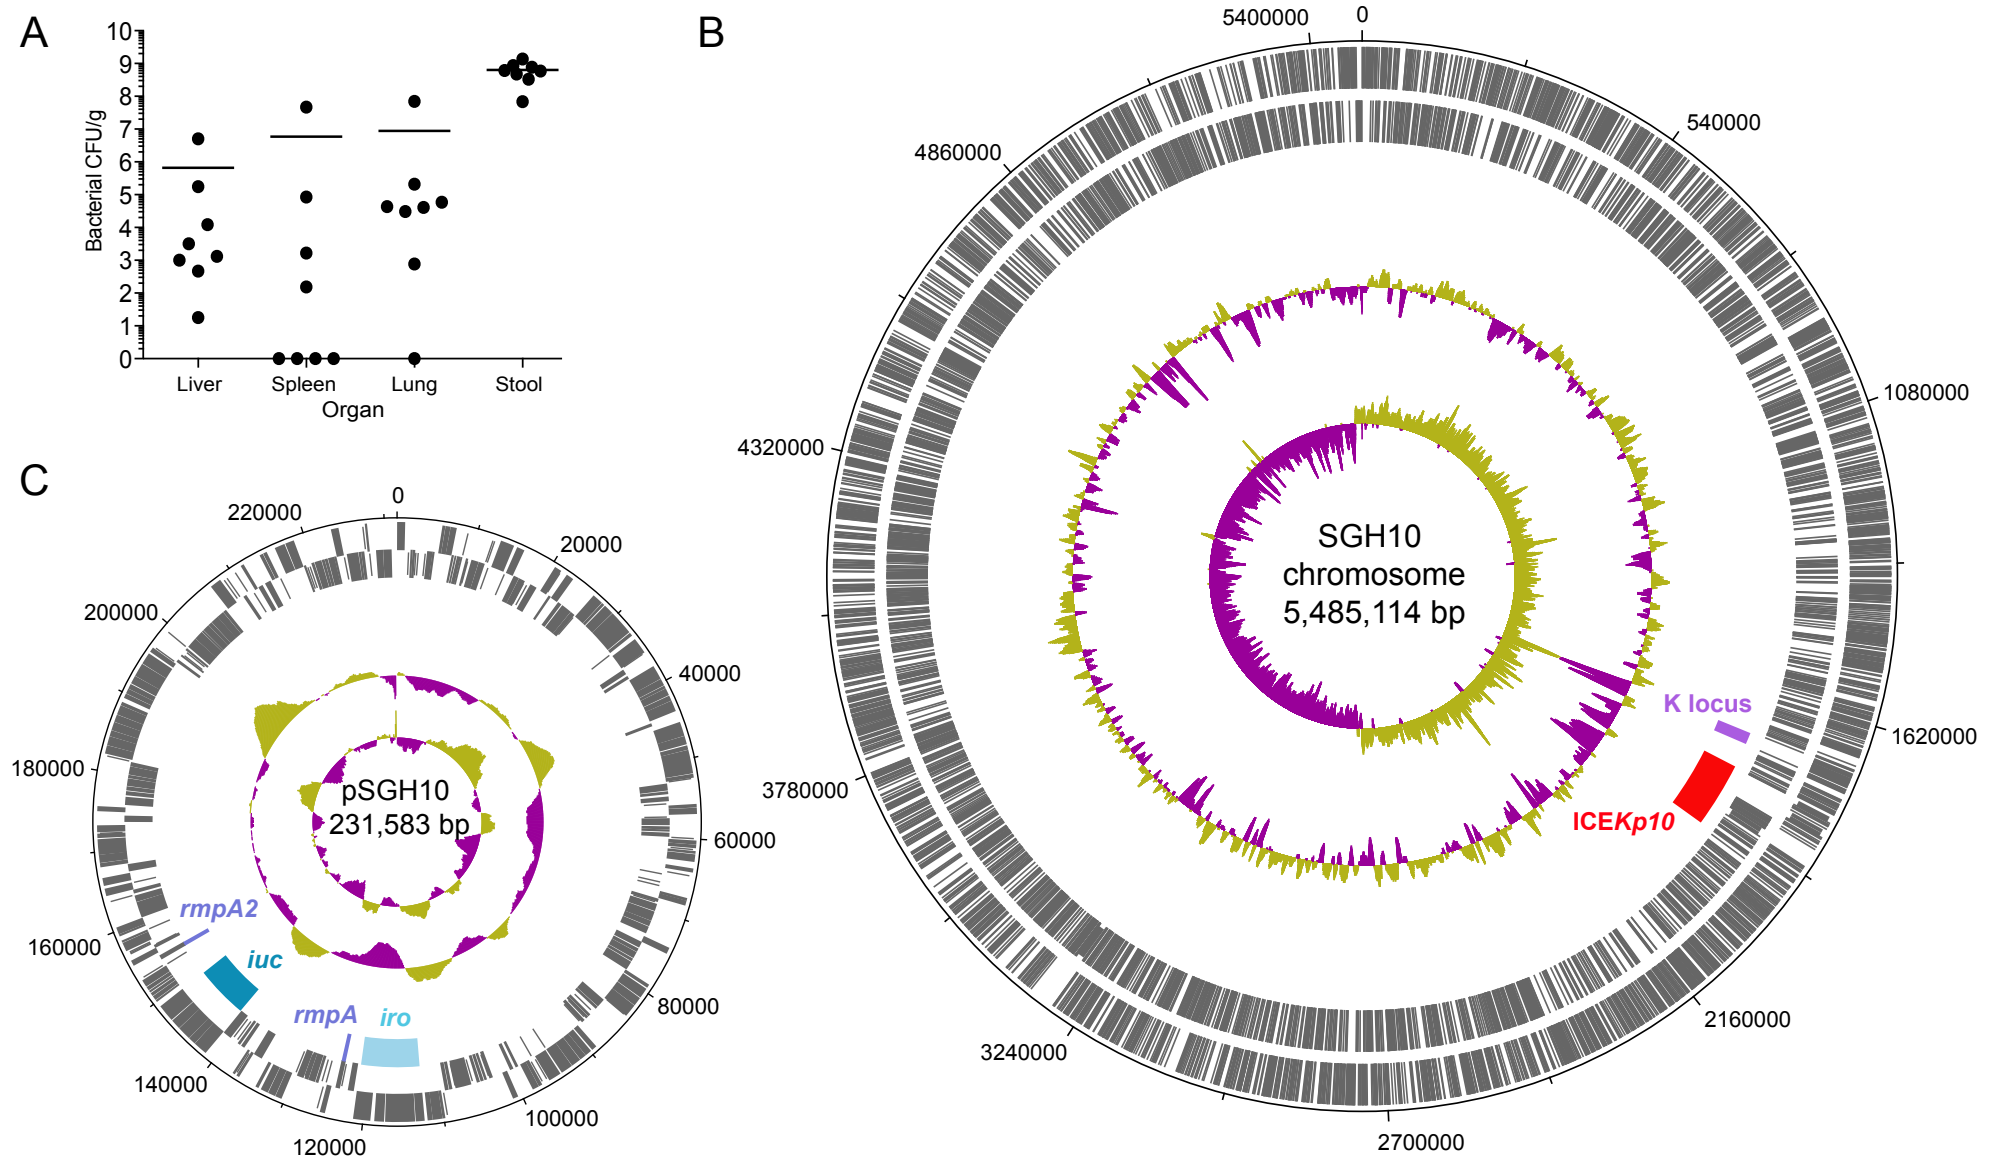 A
10
9
8
7
6
5
4
3
2
1
0
Bacterial CFU/g
Liver
Spleen
Lung
Stool
Organ
B
0
540000
1080000
1620000
2160000
2700000
3240000
3780000
4320000
4860000
5400000
SGH10
chromosome
5,485,114 bp
K locus
ICEKp10
C
0
20000
40000
60000
80000
100000
120000
140000
160000
180000
200000
220000
pSGH10
231,583 bp
rmpA2
iuc
rmpA
iro